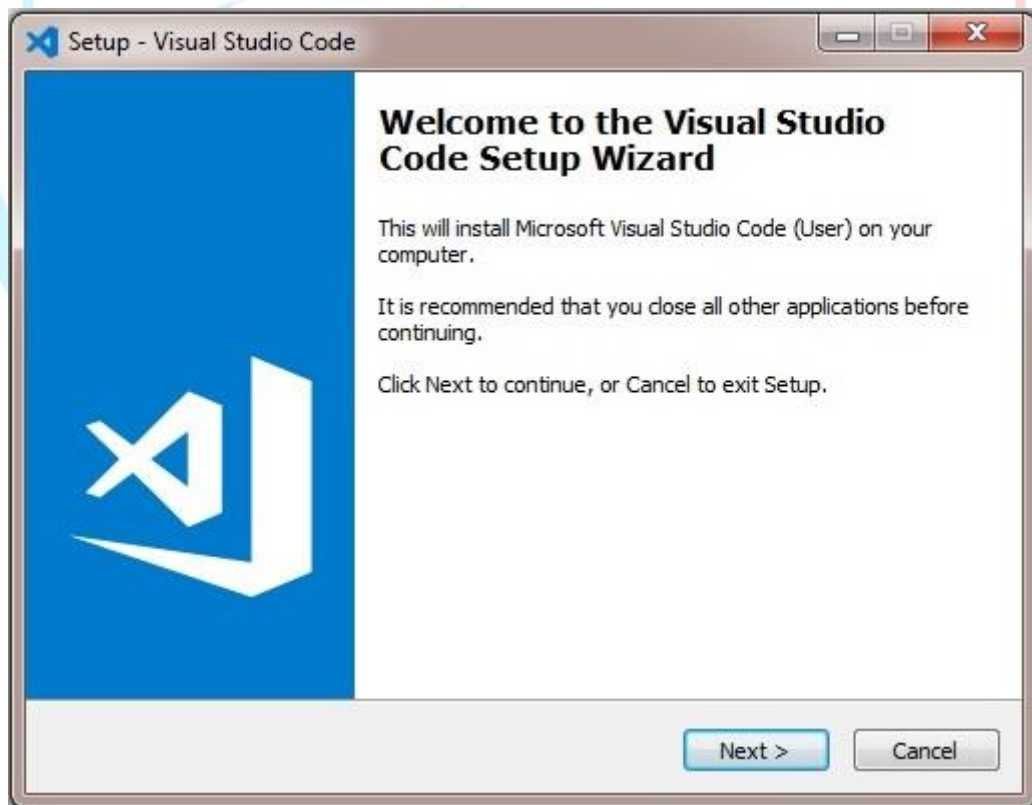 Setup - Visual Studio Code
Welcome to the Visual Studio
Code Setup Wizard
This will install Microsoft Visual Studio Code (User) on your
computer.
It is recommended that you close all other applications before
continuing.
Click Next to continue, or Cancel to exit Setup.
Next >
Cancel